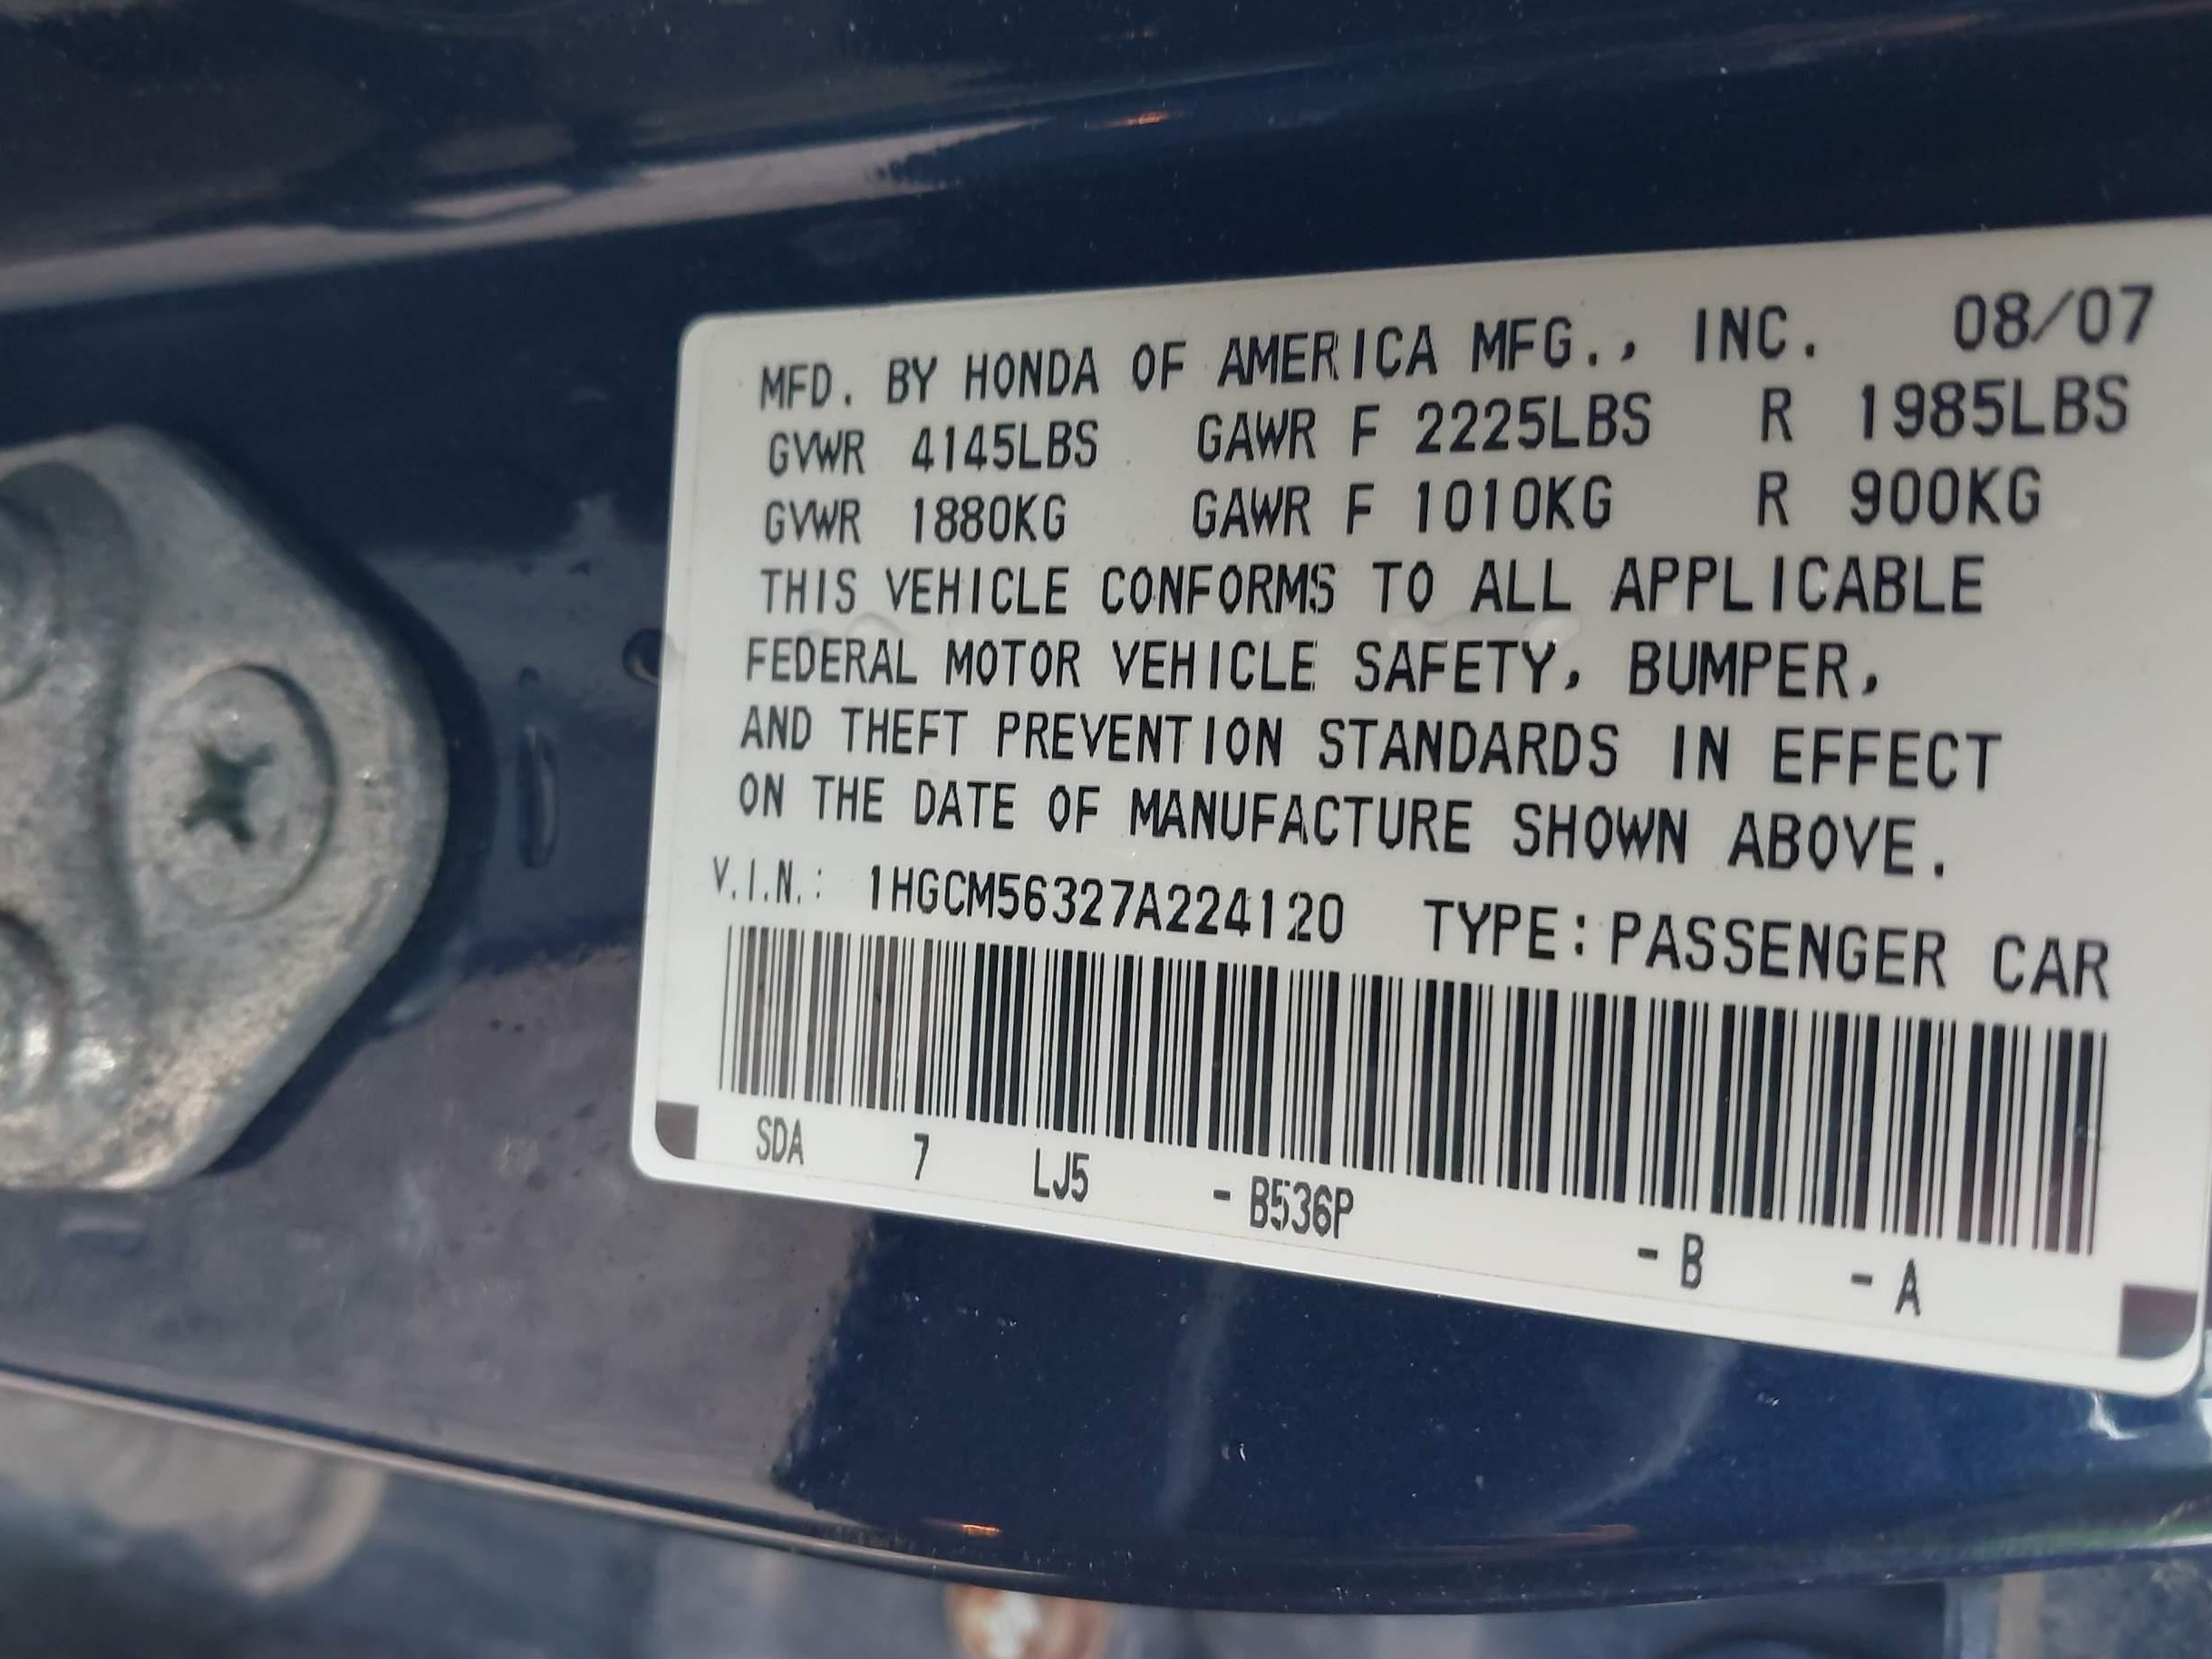 MFD. BY HONDA OF AMERICA MFG., INC. 08/07
GVWR 4145LBS GAWR F 2225LBS R 1985LBS
GVWR 1880KG GAWR F 1010KG R 900KG
THIS VEHICLE CONFORMS TO ALL APPLICABLE
FEDERAL MOTOR VEHICLE SAFETY, BUMPER,
AND THEFT PREVENTION STANDARDS IN EFFECT
ON THE DATE OF MANUFACTURE SHOWN ABOVE.
V.I.N.: 1HGCM56327A224120 TYPE:PASSENGER CAR
SDA 7 LJ5 -B536P -B -A